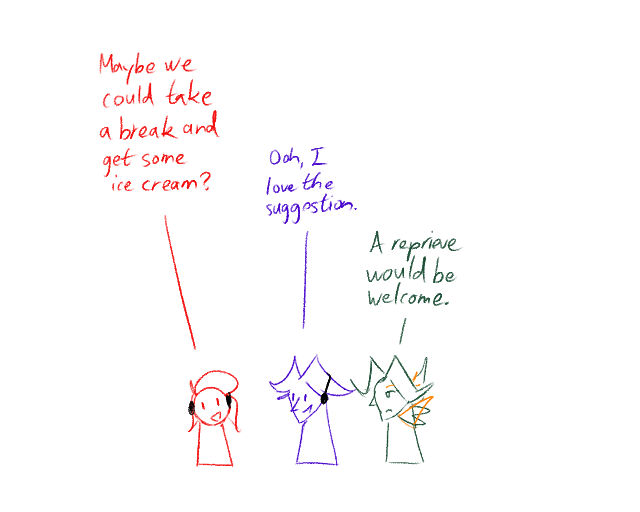 Maybe we
could take
a break and
get some
ice cream?
Ooh, I
love the
suggestion.
A reprieve
would be
welcome.